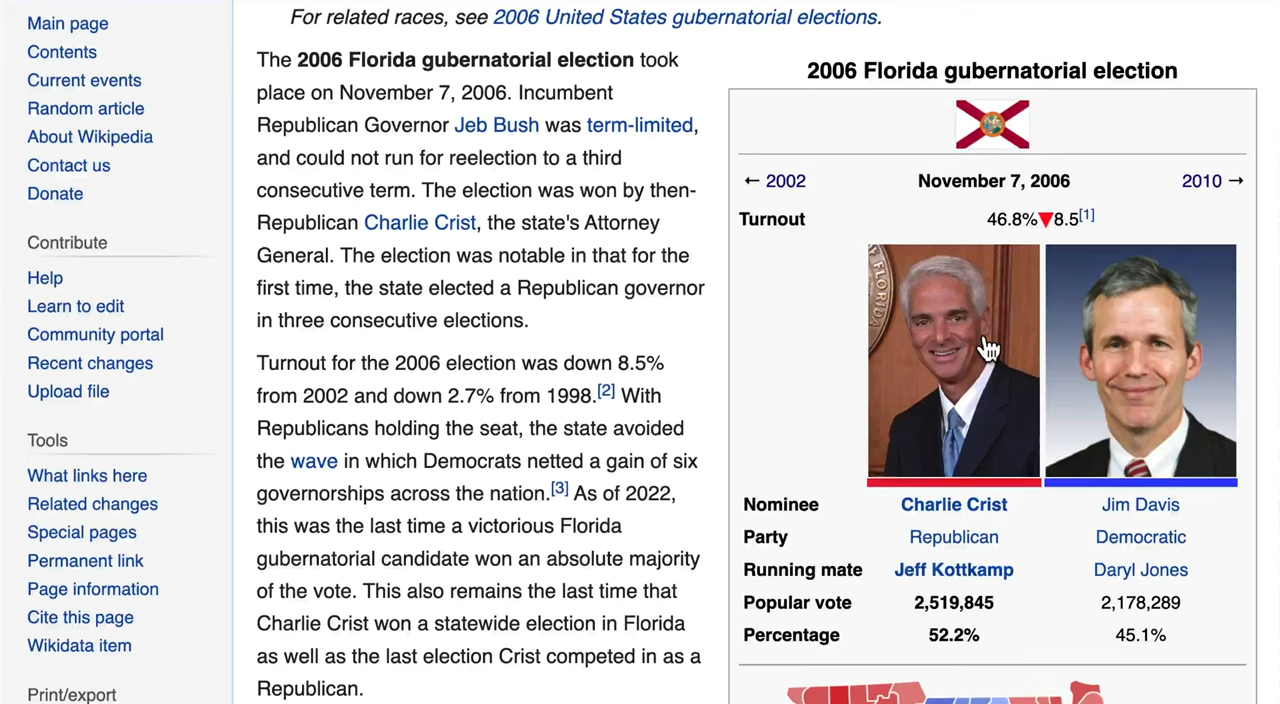 Main page
Contents
Current events
Random article
About Wikipedia
Contact us
Donate
Contribute
Help
Learn to edit
Community portal
Recent changes
Upload file
Tools
What links here
Related changes
Special pages
Permanent link
Page information
Cite this page
Wikidata item
Print/export
For related races, see 2006 United States gubernatorial elections.
The 2006 Florida gubernatorial election took
place on November 7, 2006. Incumbent
Republican Governor Jeb Bush was term-limited,
and could not run for reelection to a third
consecutive term. The election was won by then-
Republican Charlie Crist, the state's Attorney
General. The election was notable in that for the
first time, the state elected a Republican governor
in three consecutive elections.
Turnout for the 2006 election was down 8.5%
from 2002 and down 2.7% from 1998.[2] With
Republicans holding the seat, the state avoided
the wave in which Democrats netted a gain of six
governorships across the nation.[3] As of 2022,
this was the last time a victorious Florida
gubernatorial candidate won an absolute majority
of the vote. This also remains the last time that
Charlie Crist won a statewide election in Florida
as well as the last election Crist competed in as a
Republican.
2006 Florida gubernatorial election
← 2002 November 7, 2006 2010 →
Turnout 46.8%▼8.5[1]
FLORIDA
Nominee Charlie Crist Jim Davis
Party Republican Democratic
Running mate Jeff Kottkamp Daryl Jones
Popular vote 2,519,845 2,178,289
Percentage 52.2% 45.1%